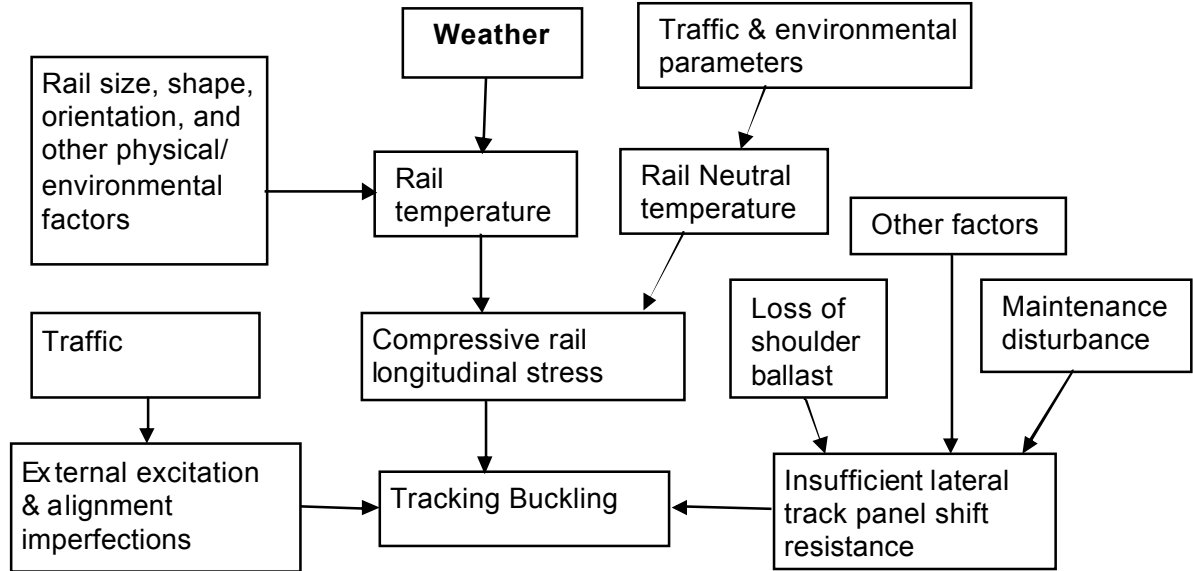 Weather
Traffic & environmental
parameters
Rail size, shape,
orientation, and
other physical/
environmental
factors
Rail
temperature
Rail Neutral
temperature
Other factors
Traffic
Compressive rail
longitudinal stress
Loss of
shoulder
ballast
Maintenance
disturbance
External excitation
& alignment
imperfections
Tracking Buckling
Insufficient lateral
track panel shift
resistance